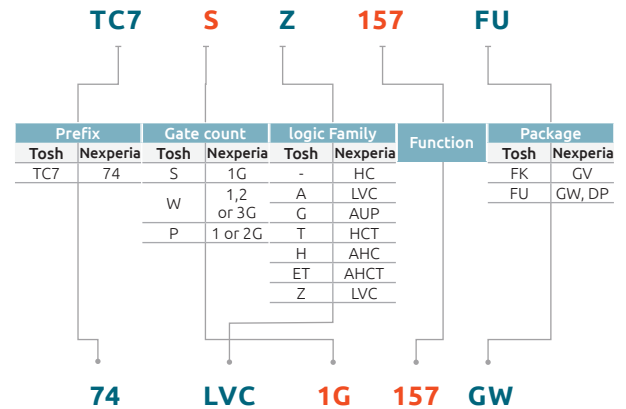 TC7 S Z 157 FU
Prefix Gate count logic Family Function Package
Tosh Nexperia Tosh Nexperia Tosh Nexperia Tosh Nexperia
TC7 74 S 1G - HC FK GV
W 1,2 or 3G A LVC FU GW, DP
G AUP
P 1 or 2G T HCT
H AHC
ET AHCT
Z LVC
74 LVC 1G 157 GW